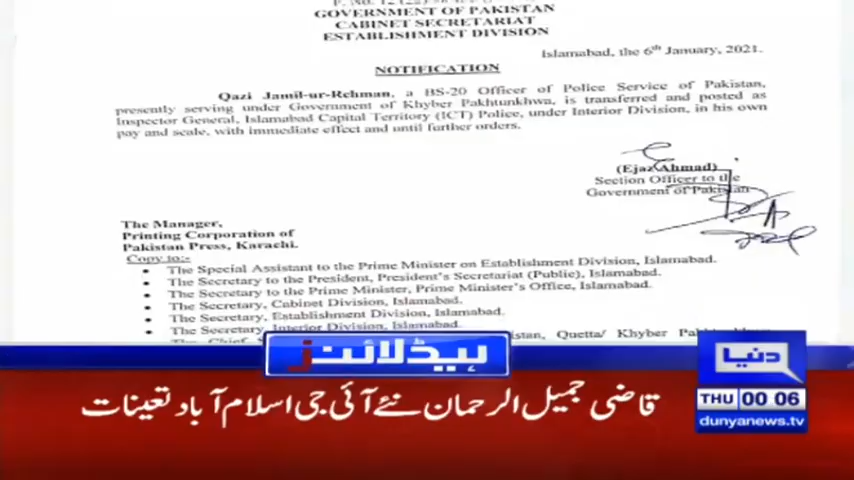 GOVERNMENT OF PAKISTAN
CABINET SECRETARIAT
ESTABLISHMENT DIVISION
Islamabad, the 6th January, 2021.
NOTIFICATION
Qazi Jamil-ur-Rehman, a BS-20 Officer of Police Service of Pakistan,
presently serving under Government of Khyber Pakhtunkhwa, is transferred and posted as
Inspector General, Islamabad Capital Territory (ICT) Police, under Interior Division, in his own
pay and scale, with immediate effect and until further orders.
(Ejaz Ahmad)
Section Officer to the
Government of Pakistan
The Manager,
Printing Corporation of
Pakistan Press, Karachi.
Copy to:-
• The Special Assistant to the Prime Minister on Establishment Division, Islamabad.
• The Secretary to the President, President's Secretariat (Public), Islamabad.
• The Secretary to the Prime Minister, Prime Minister's Office, Islamabad.
• The Secretary, Cabinet Division, Islamabad.
• The Secretary, Establishment Division, Islamabad.
• The Secretary, Interior Division, Islamabad.
Quetta/ Khyber
ہیڈلائنز
دنیا
THU 00 06
dunyanews.tv
قاضی جمیل الرحمان نئے آئی جی اسلام آباد تعینات